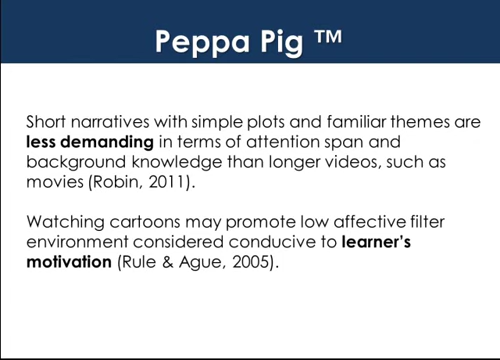 Peppa Pig ™
Short narratives with simple plots and familiar themes are
less demanding in terms of attention span and
background knowledge than longer videos, such as
movies (Robin, 2011).
Watching cartoons may promote low affective filter
environment considered conducive to learner's
motivation (Rule & Ague, 2005).